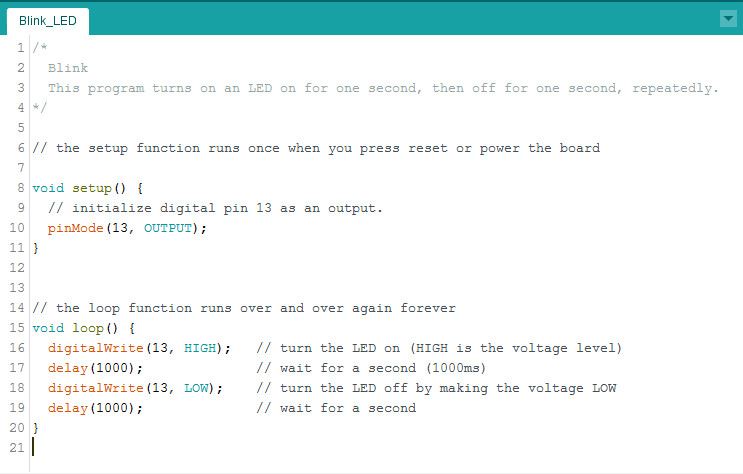 Blink_LED
1 /*
2   Blink
3   This program turns on an LED on for one second, then off for one second, repeatedly.
4 */
5
6 // the setup function runs once when you press reset or power the board
7
8 void setup() {
9   // initialize digital pin 13 as an output.
10   pinMode(13, OUTPUT);
11 }
12
13
14 // the loop function runs over and over again forever
15 void loop() {
16   digitalWrite(13, HIGH);   // turn the LED on (HIGH is the voltage level)
17   delay(1000);              // wait for a second (1000ms)
18   digitalWrite(13, LOW);    // turn the LED off by making the voltage LOW
19   delay(1000);              // wait for a second
20 }
21